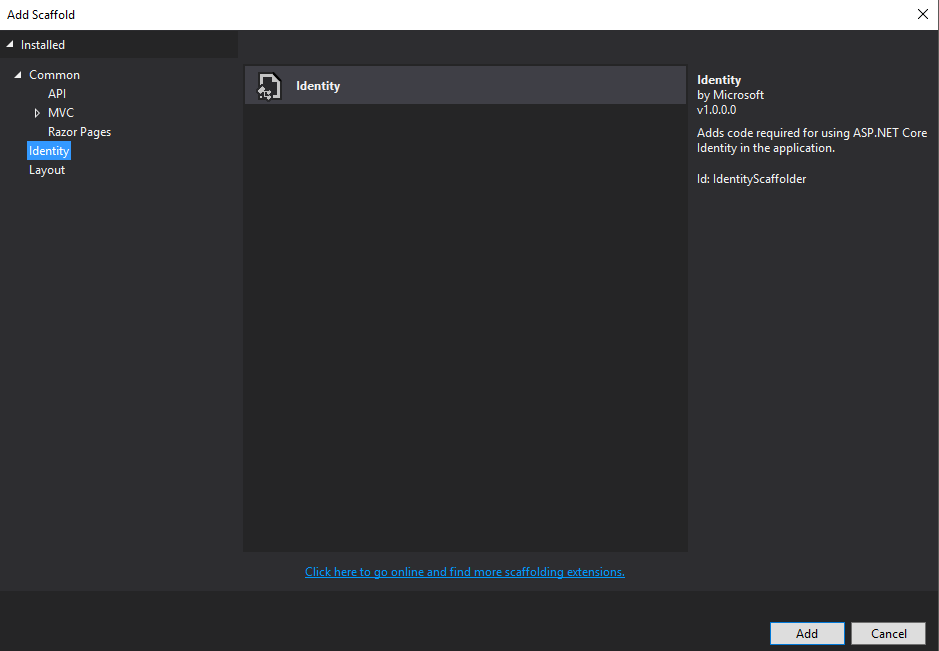 Add Scaffold
Installed
Common
API
MVC
Razor Pages
Identity
Layout
Identity
Identity
by Microsoft
v1.0.0.0
Adds code required for using ASP.NET Core
Identity in the application.
Id: IdentityScaffolder
Click here to go online and find more scaffolding extensions.
Add
Cancel